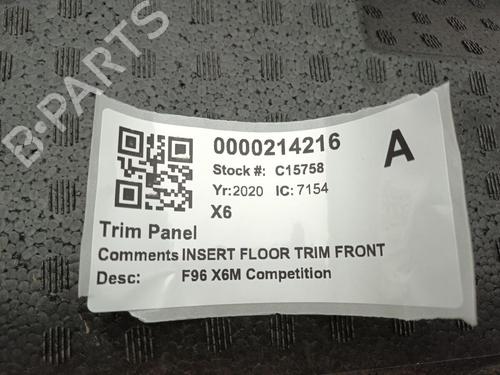 B-PARTS
0000214216
A
Stock #: C15758
Yr: 2020 IC: 7154
X6
Trim Panel
Comments INSERT FLOOR TRIM FRONT
Desc: F96 X6M Competition